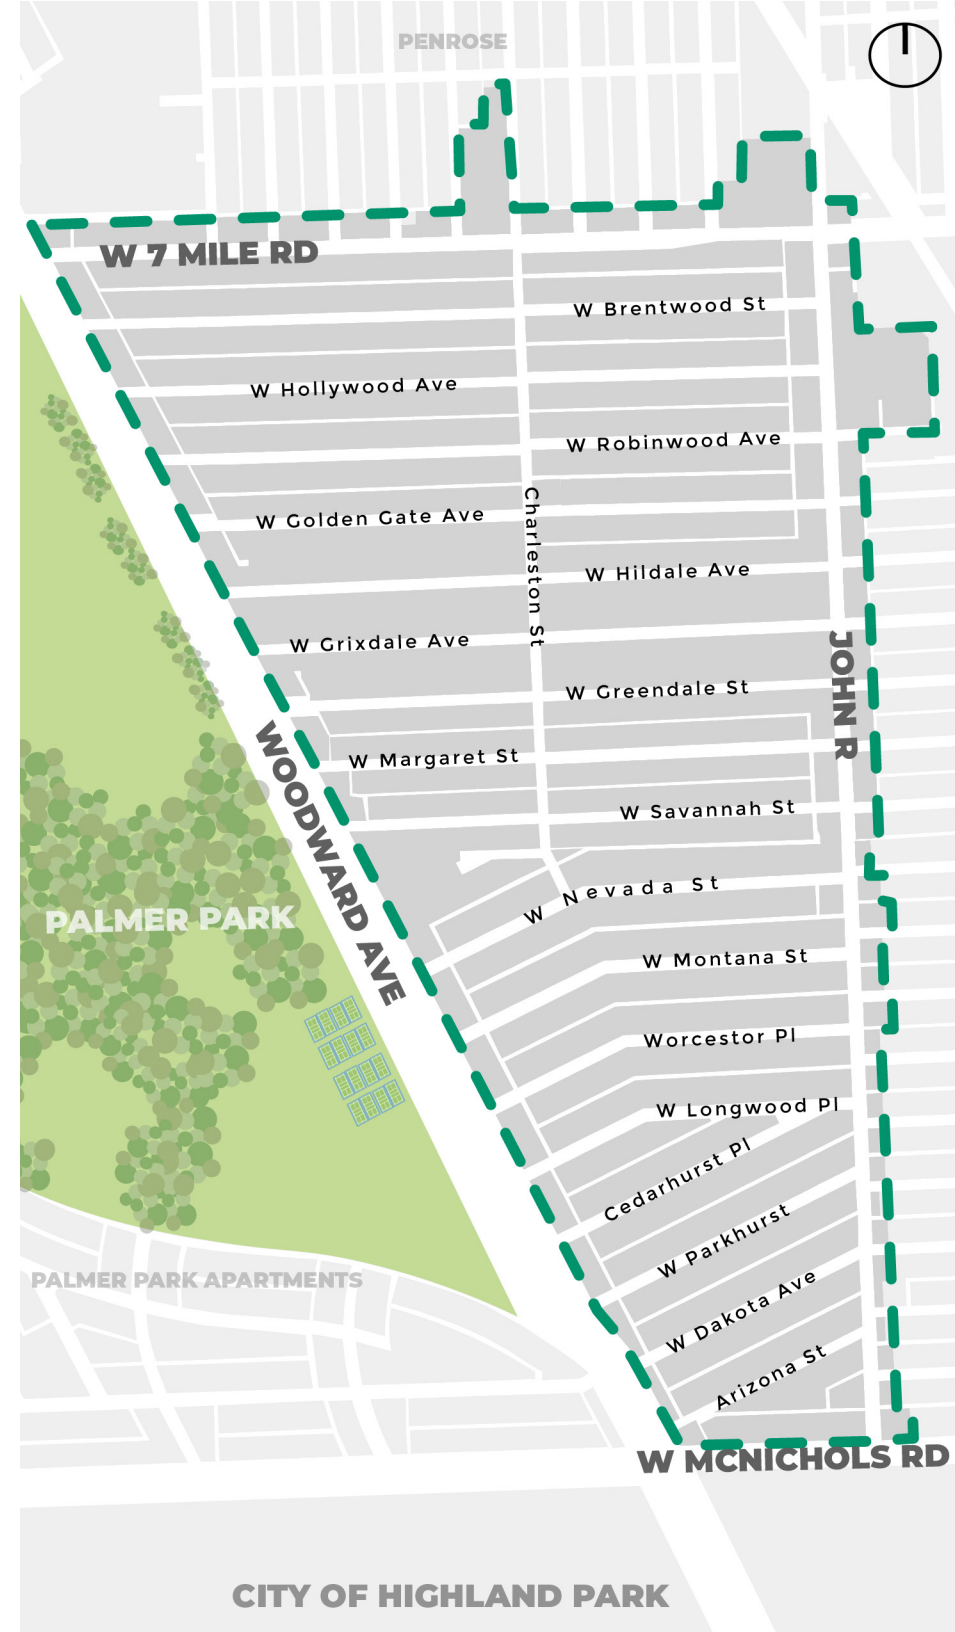 PENROSE
W 7 MILE RD
W Brentwood St
W Hollywood Ave
W Robinwood Ave
Charleston St
W Golden Gate Ave
W Hildale Ave
W Grixdale Ave
JOHN R
W Greendale St
WOODWARD AVE
W Margaret St
W Savannah St
W Nevada St
PALMER PARK
W Montana St
Worcestor Pl
W Longwood Pl
Cedarhurst Pl
W Parkhurst
PALMER PARK APARTMENTS
W Dakota Ave
Arizona St
W MCNICHOLS RD
CITY OF HIGHLAND PARK